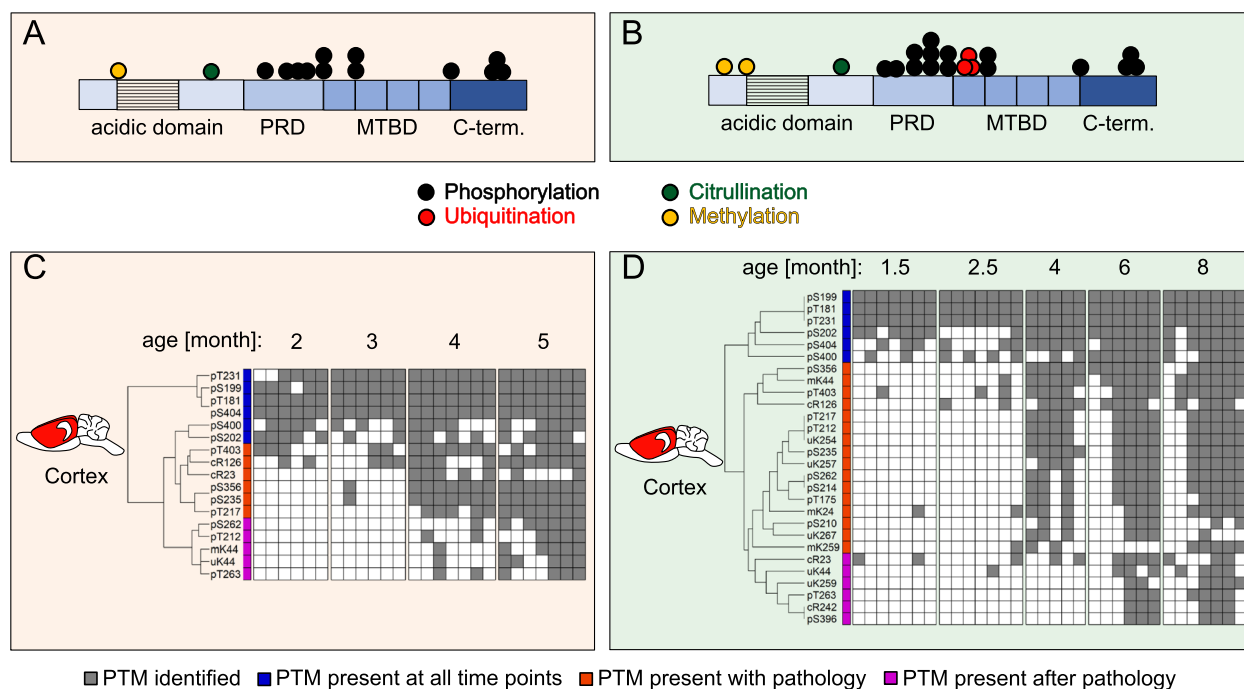 A
acidic domain PRD MTBD C-term.
B
acidic domain PRD MTBD C-term.
Phosphorylation Citrullination
Ubiquitination Methylation
C
age [month]: 2 3 4 5
pT231
pS199
pT181
pS404
pS400
pS202
pT403
cR126
cR23
pS356
pS235
pT217
pS262
pT212
mK44
uK44
pT263
Cortex
D
age [month]: 1.5 2.5 4 6 8
pS199
pT181
pT231
pS202
pS404
pS400
pS356
mK44
pT403
cR126
pT217
pT212
uK254
pS235
uK257
pS262
pS214
pT175
mK24
pS210
uK267
mK259
cR23
uK44
uK259
pT263
cR242
pS396
Cortex
PTM identified PTM present at all time points PTM present with pathology PTM present after pathology